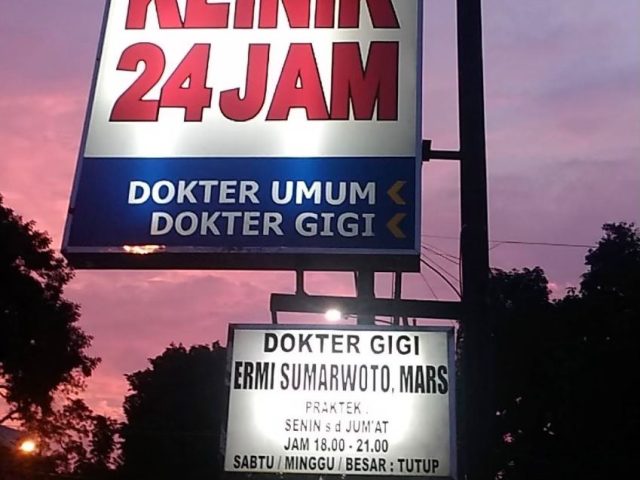 KLINIK
24 JAM
DOKTER UMUM
DOKTER GIGI
DOKTER GIGI
ERMI SUMARWOTO, MARS
PRAKTEK :
SENIN s d JUM'AT
JAM 18.00 - 21.00
SABTU / MINGGU / BESAR : TUTUP